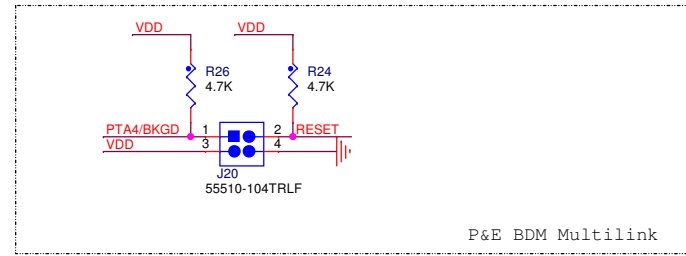 VDD VDD
R26 R24
4.7K 4.7K
PTA4/BKGD 1 2 RESET
VDD 3 4
J20
55510-104TRLF
P&E BDM Multilink